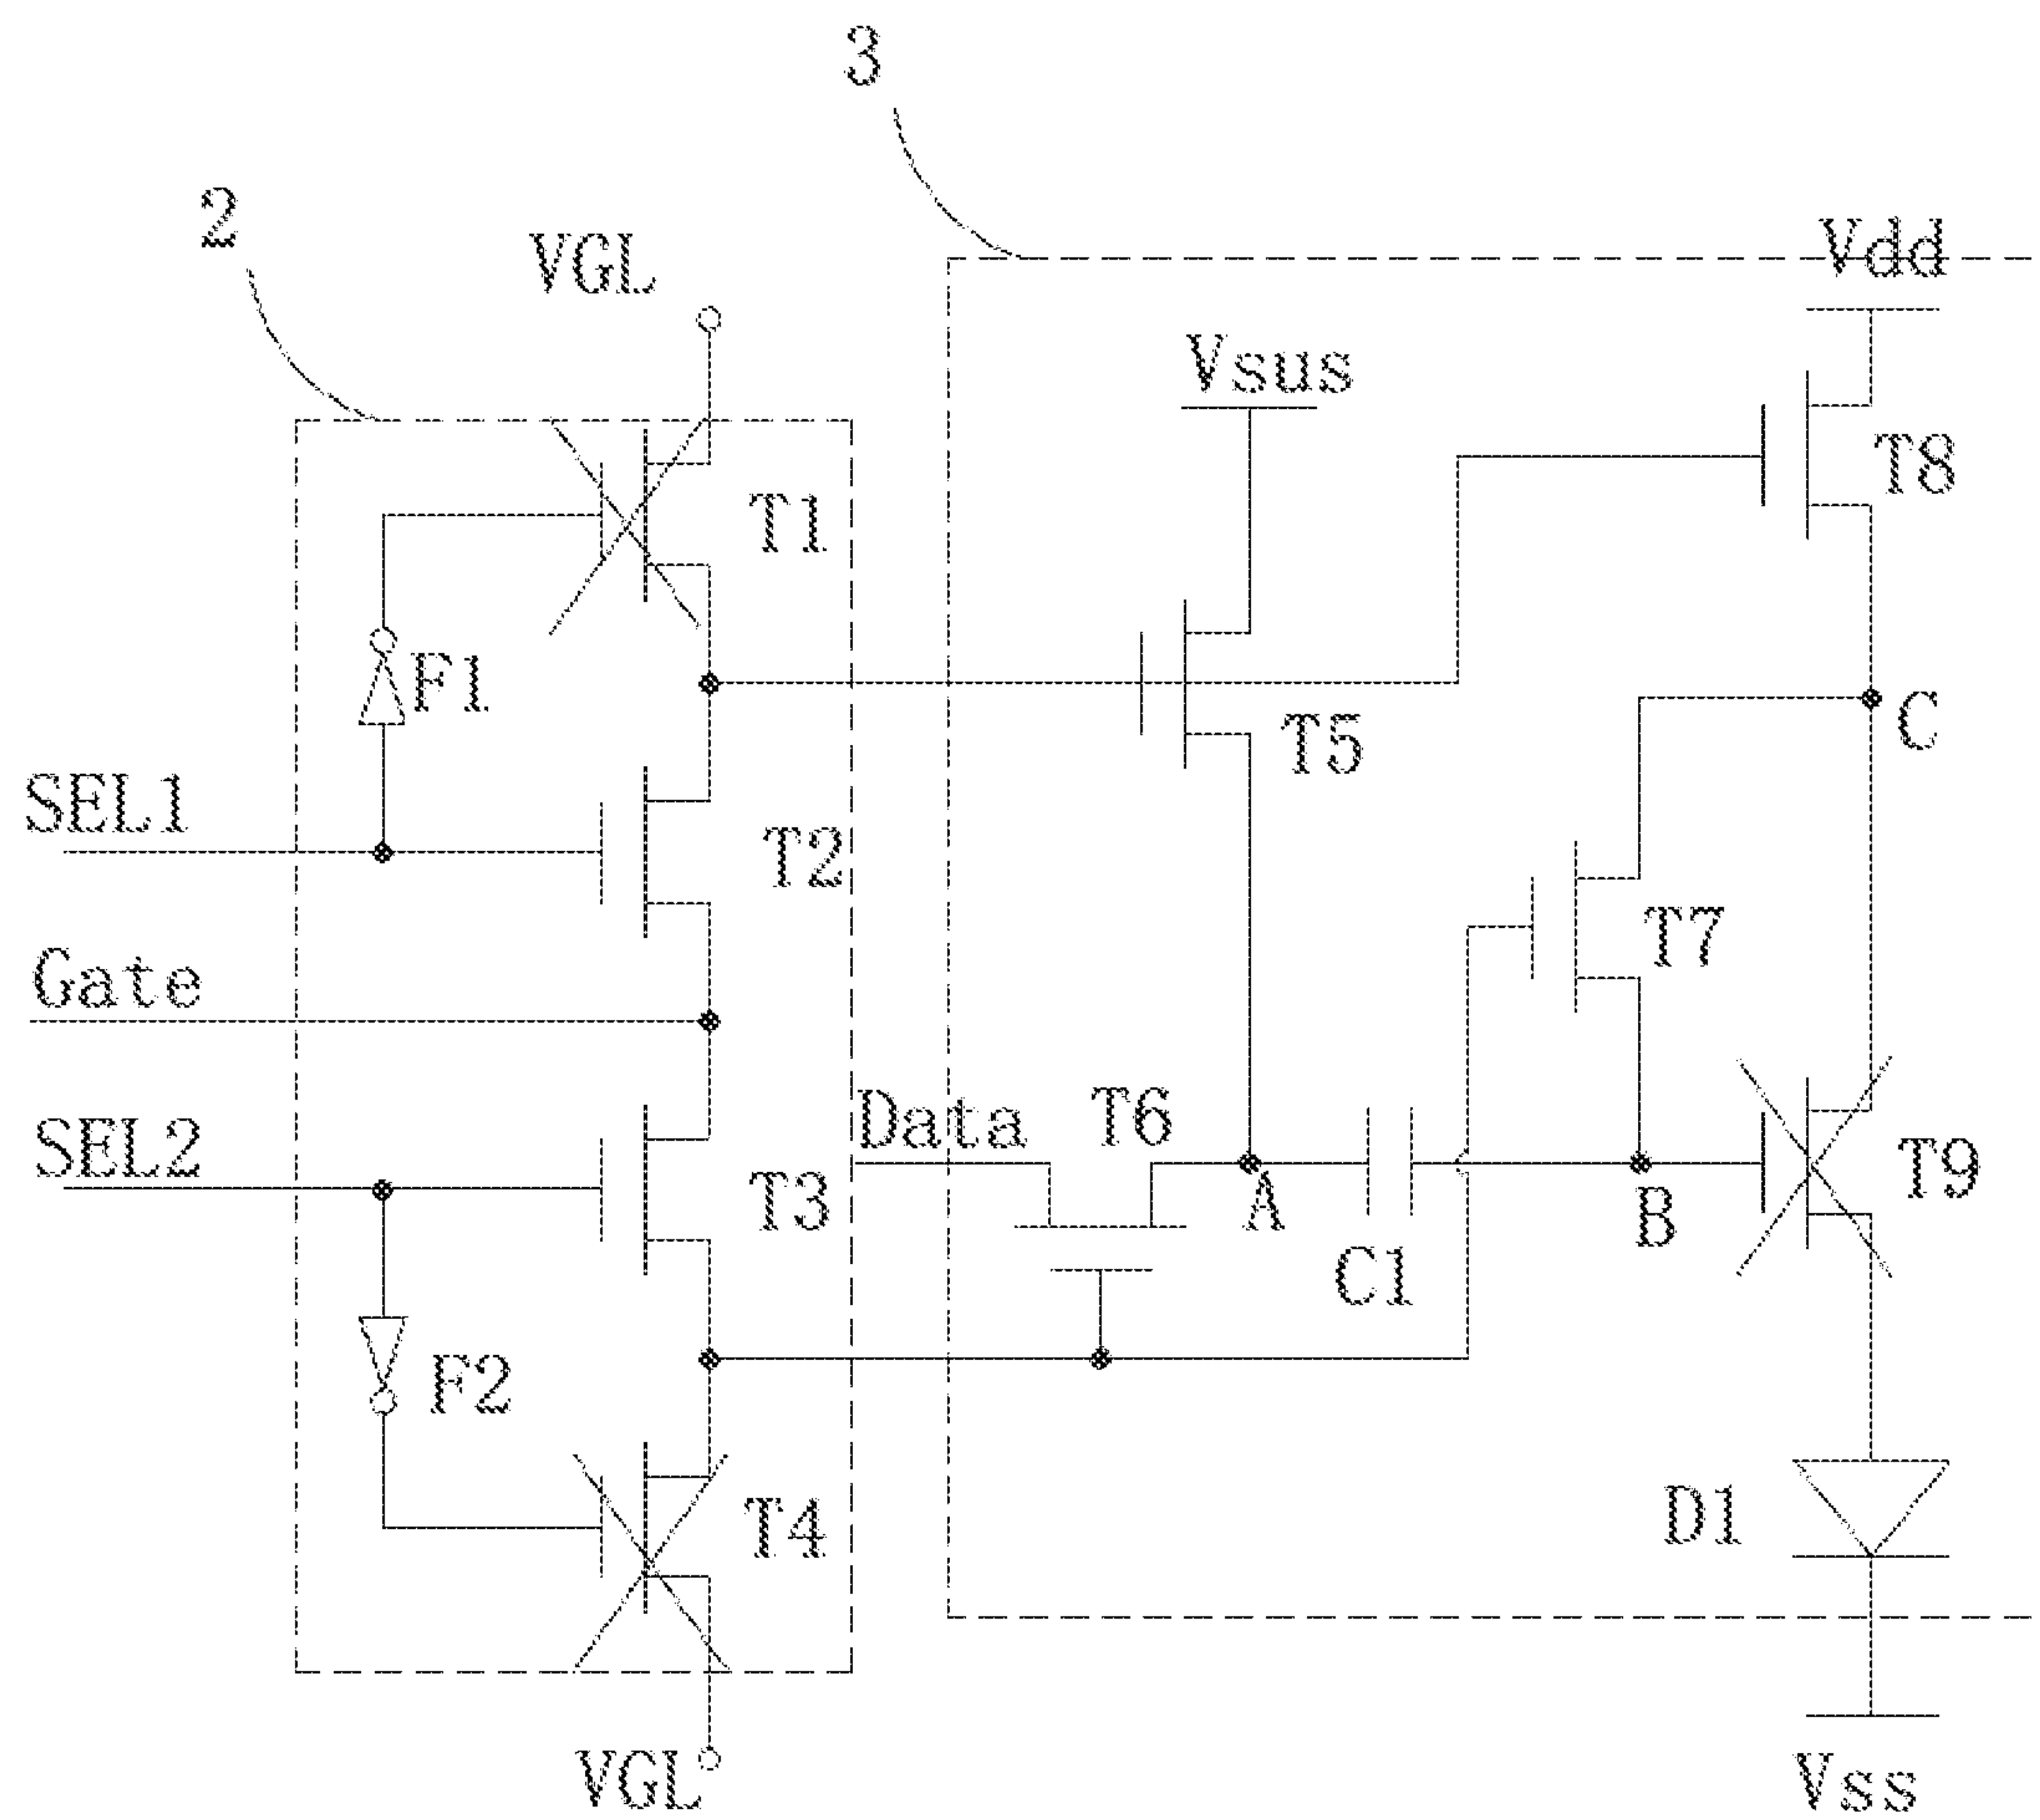 3
2
VGL
Vdd
Vsus
T8
T1
F1
C
T5
SEL1
T2
T7
Gate
Data
T6
SEL2
T3
T9
A
B
C1
F2
D1
T4
VGL
Vss